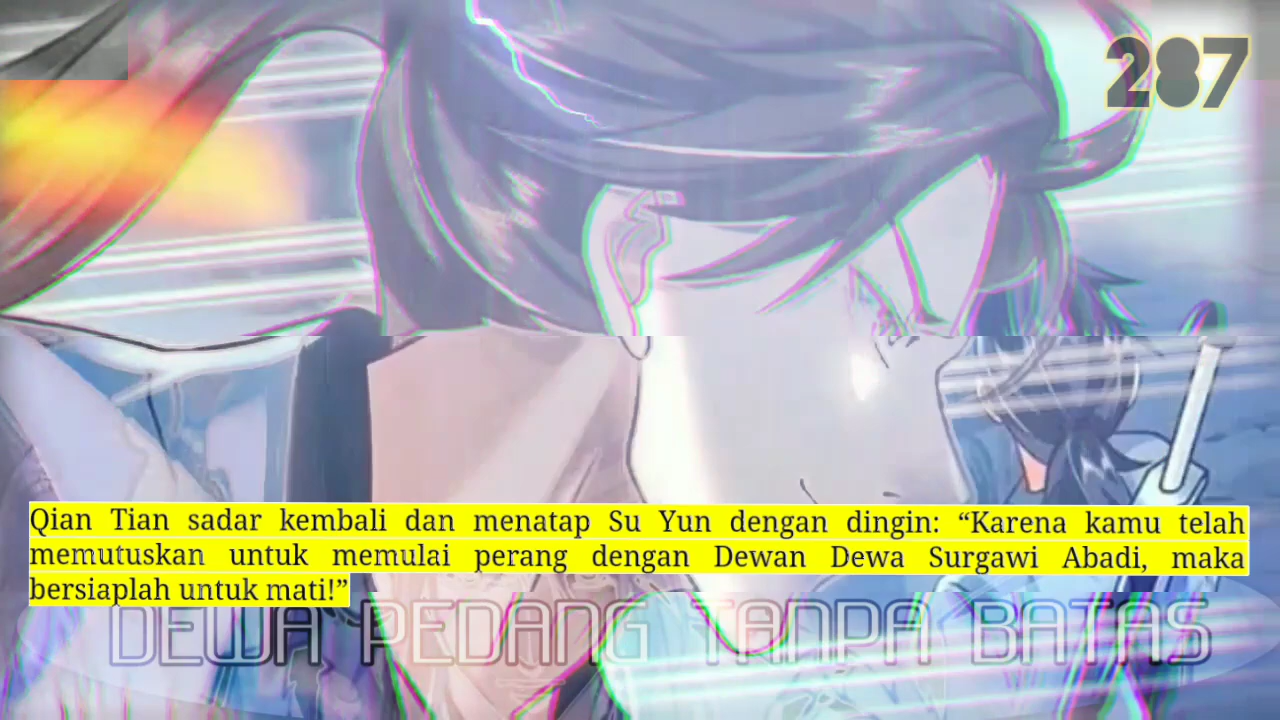 287
Qian Tian sadar kembali dan menatap Su Yun dengan dingin: “Karena kamu telah
memutuskan untuk memulai perang dengan Dewan Dewa Surgawi Abadi, maka
bersiaplah untuk mati!”
DEWA PEDANG TANPA BATAS